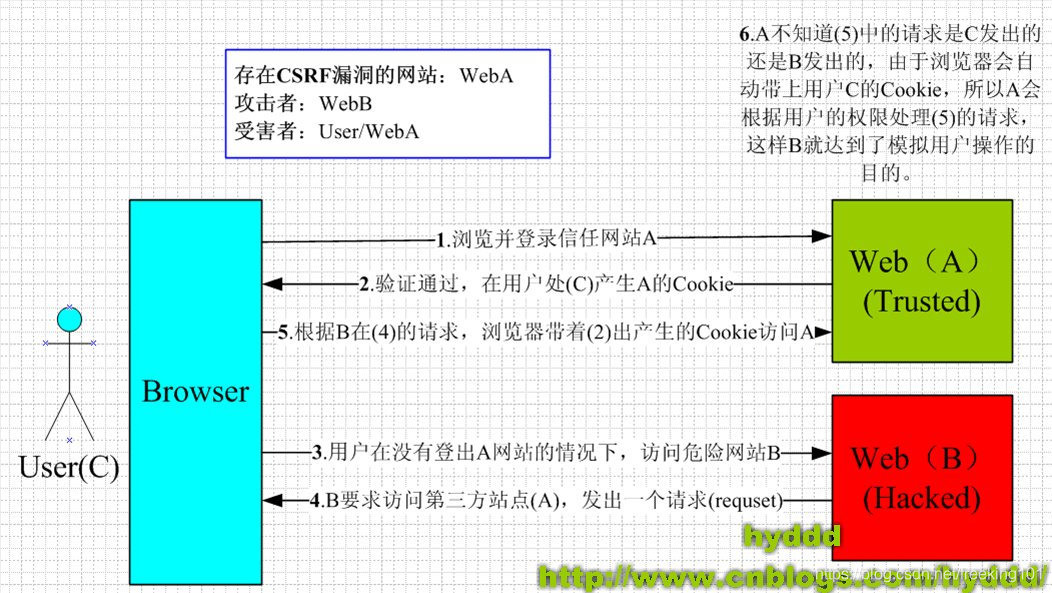 6.A不知道(5)中的请求是C发出的
还是B发出的，由于浏览器会自
动带上用户C的Cookie，所以A会
根据用户的权限处理(5)的请求，
这样B就达到了模拟用户操作的
目的。
存在CSRF漏洞的网站：WebA
攻击者：WebB
受害者：User/WebA
1.浏览并登录信任网站A
2.验证通过，在用户处(C)产生A的Cookie
5.根据B在(4)的请求，浏览器带着(2)出产生的Cookie访问A
Web（A）
(Trusted)
Browser
User(C)
3.用户在没有登出A网站的情况下，访问危险网站B
4.B要求访问第三方站点(A)，发出一个请求(requset)
Web（B）
(Hacked)
hyddd
http://www.cnblogs.com/hyddd/
https://blog.csdn.net/freeking101